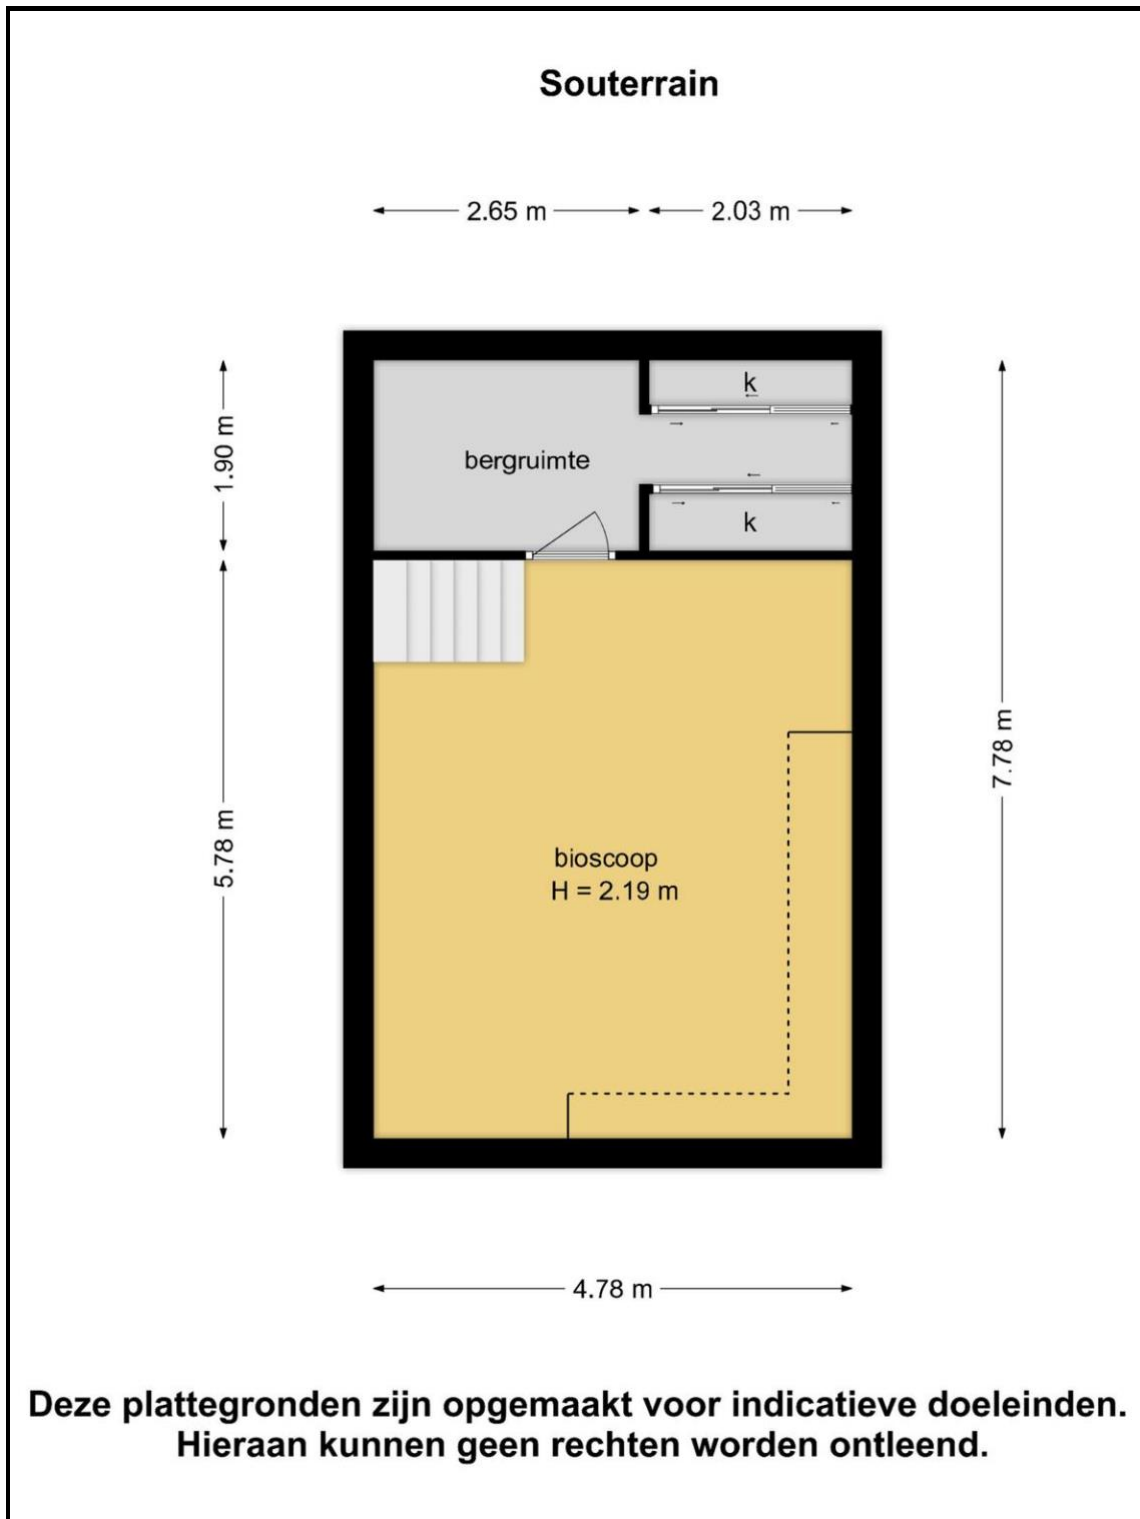 Souterrain
2.65 m
2.03 m
k
1.90 m
bergruimte
k
7.78 m
5.78 m
bioscoop
H = 2.19 m
4.78 m
Deze plattegronden zijn opgemaakt voor indicatieve doeleinden.
Hieraan kunnen geen rechten worden ontleend.